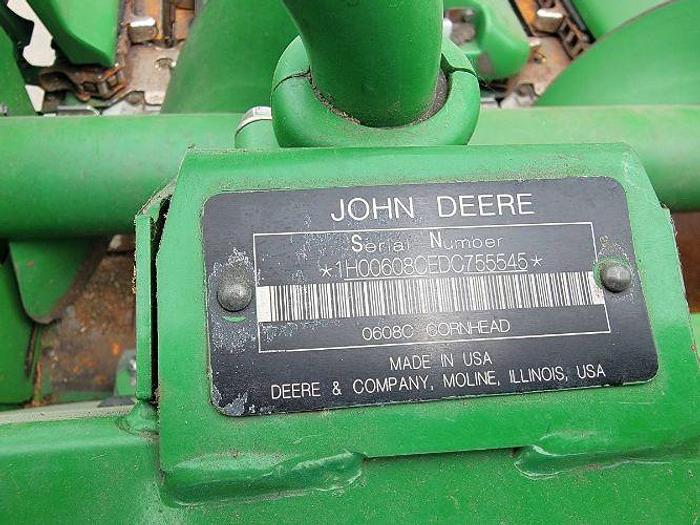 JOHN DEERE
Serial Number
*1H00608CEDC755545*
0608C CORNHEAD
MADE IN USA
DEERE & COMPANY, MOLINE, ILLINOIS, USA